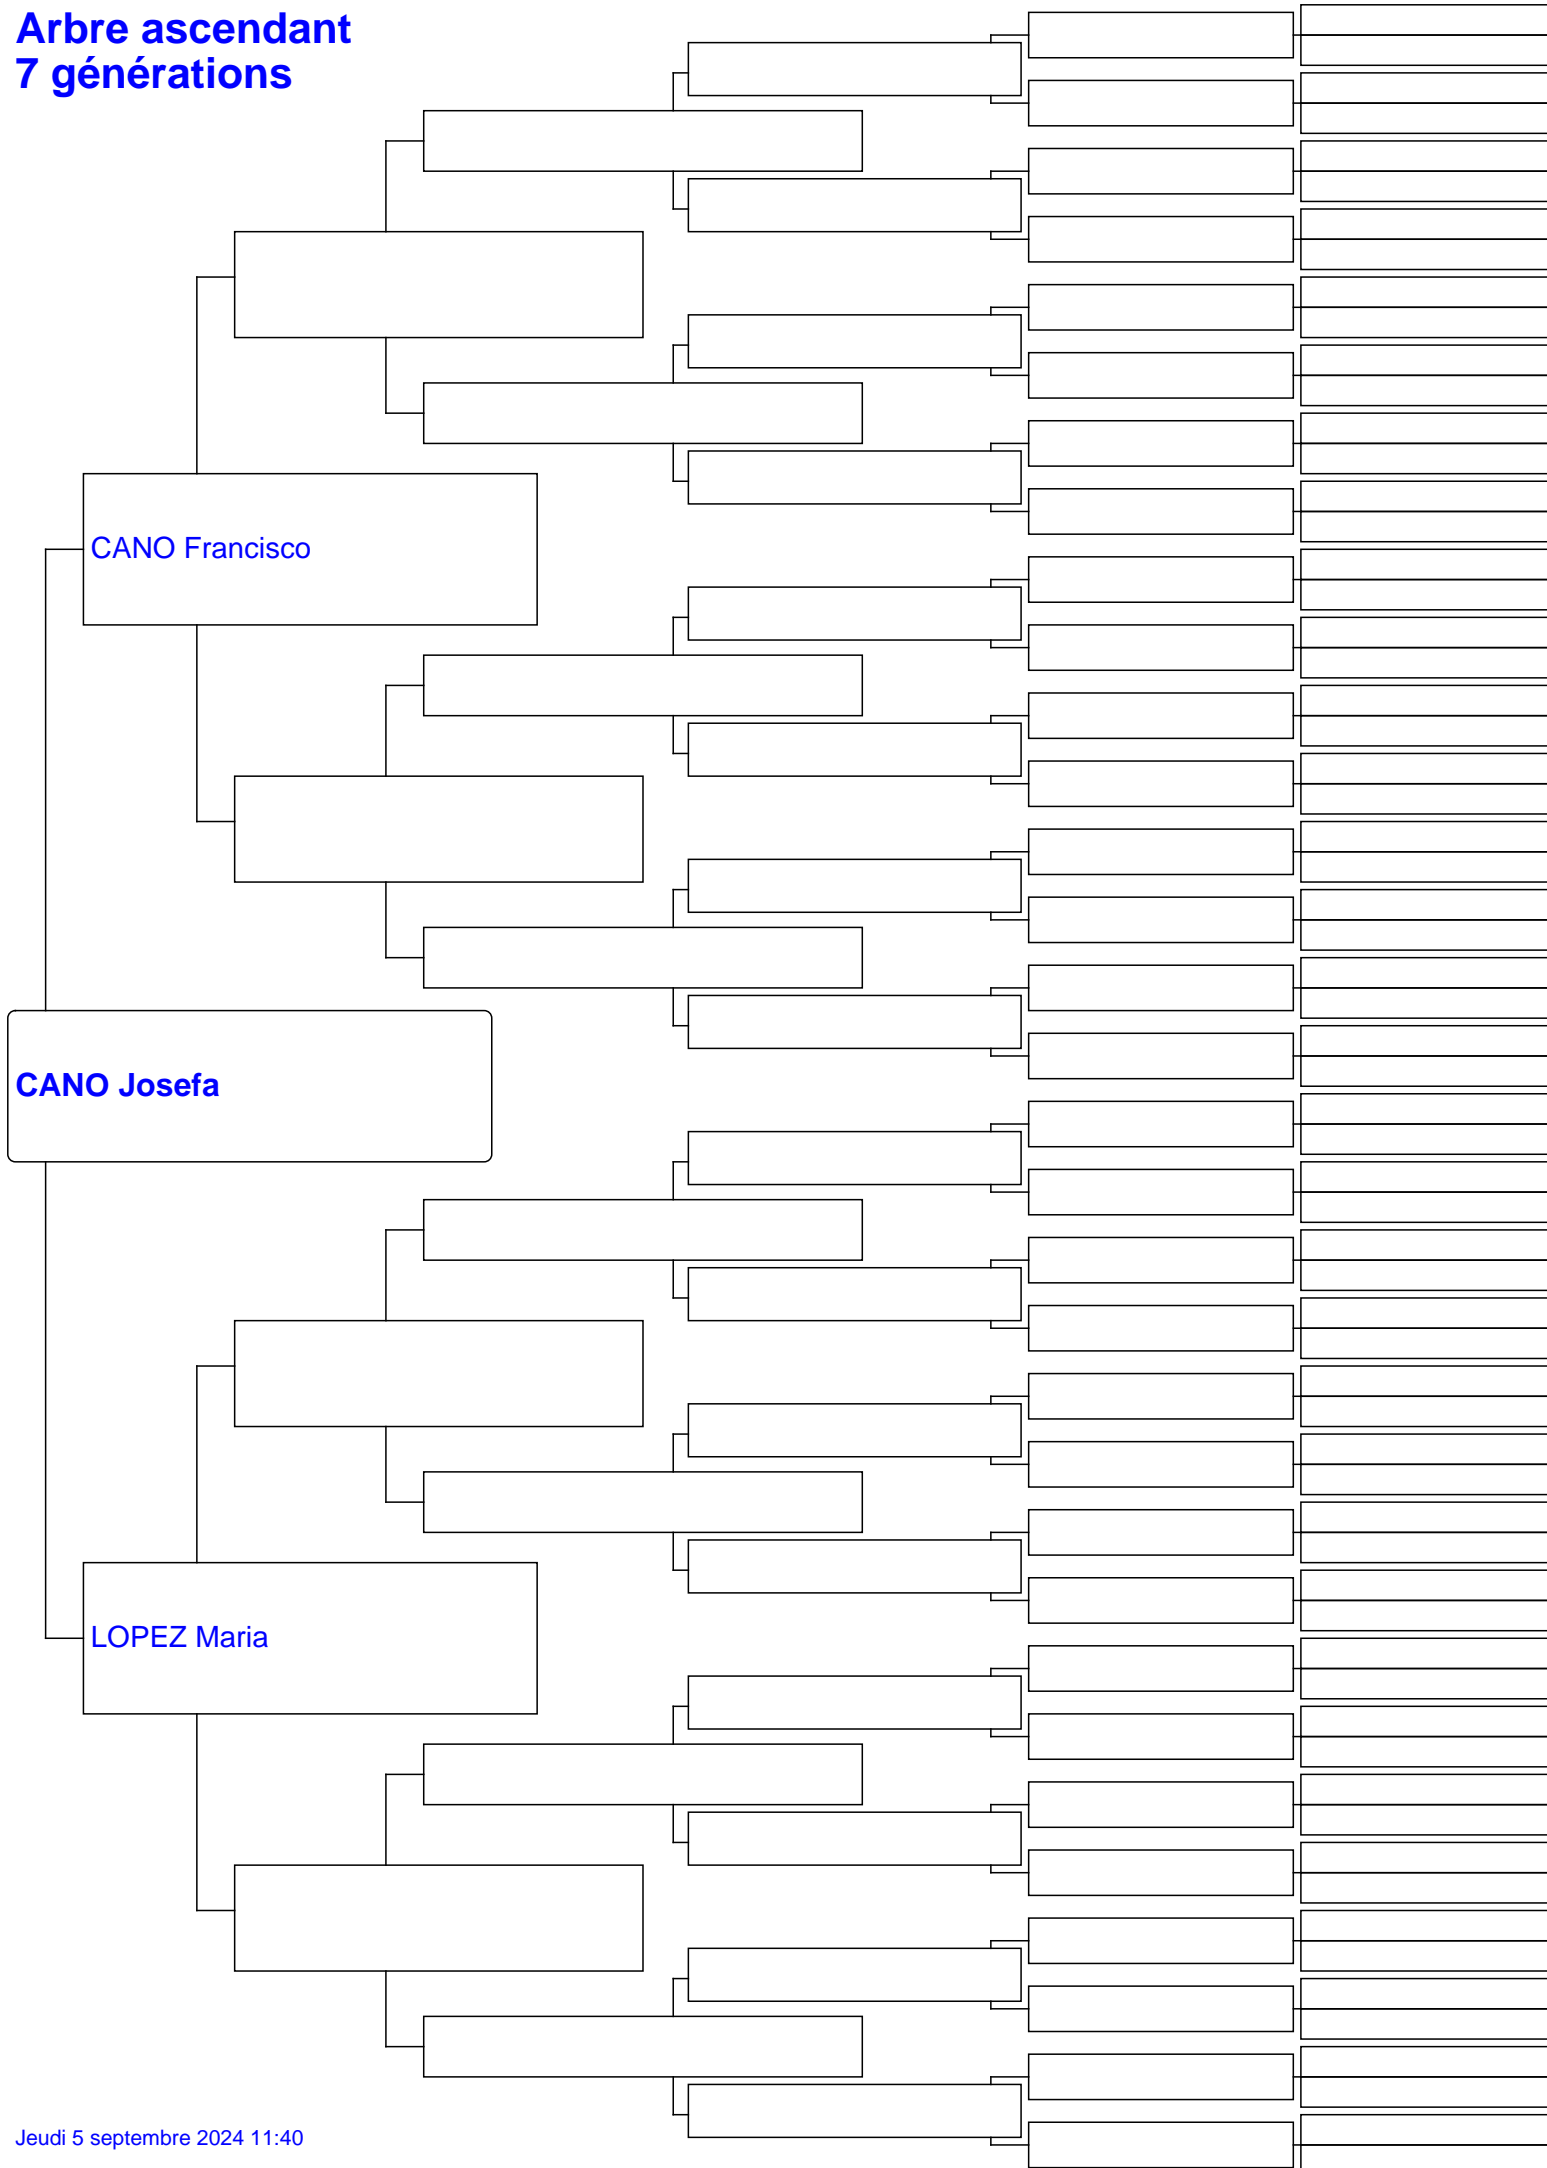 Arbre ascendant
7 générations
CANO Francisco
CANO Josefa
LOPEZ Maria
Jeudi 5 septembre 2024 11:40